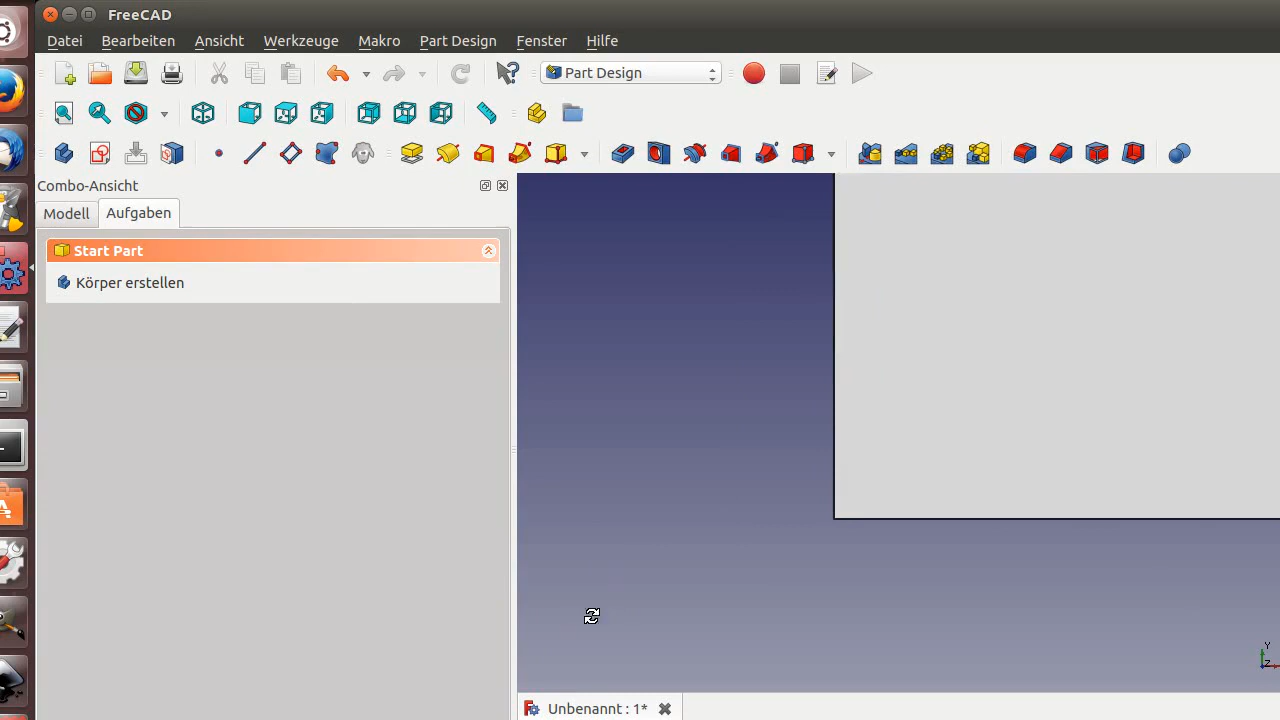 FreeCAD
Datei Bearbeiten Ansicht Werkzeuge Makro Part Design Fenster Hilfe
Part Design
Combo-Ansicht
Modell Aufgaben
Start Part
Körper erstellen
Y
Z
Unbenannt : 1*